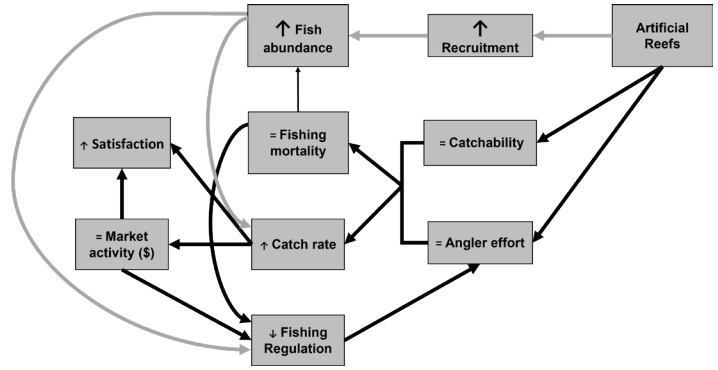 ↑ Fish
abundance
↑
Recruitment
Artificial
Reefs
↑ Satisfaction
= Fishing
mortality
= Catchability
= Market
activity ($)
↑ Catch rate
= Angler effort
↓ Fishing
Regulation